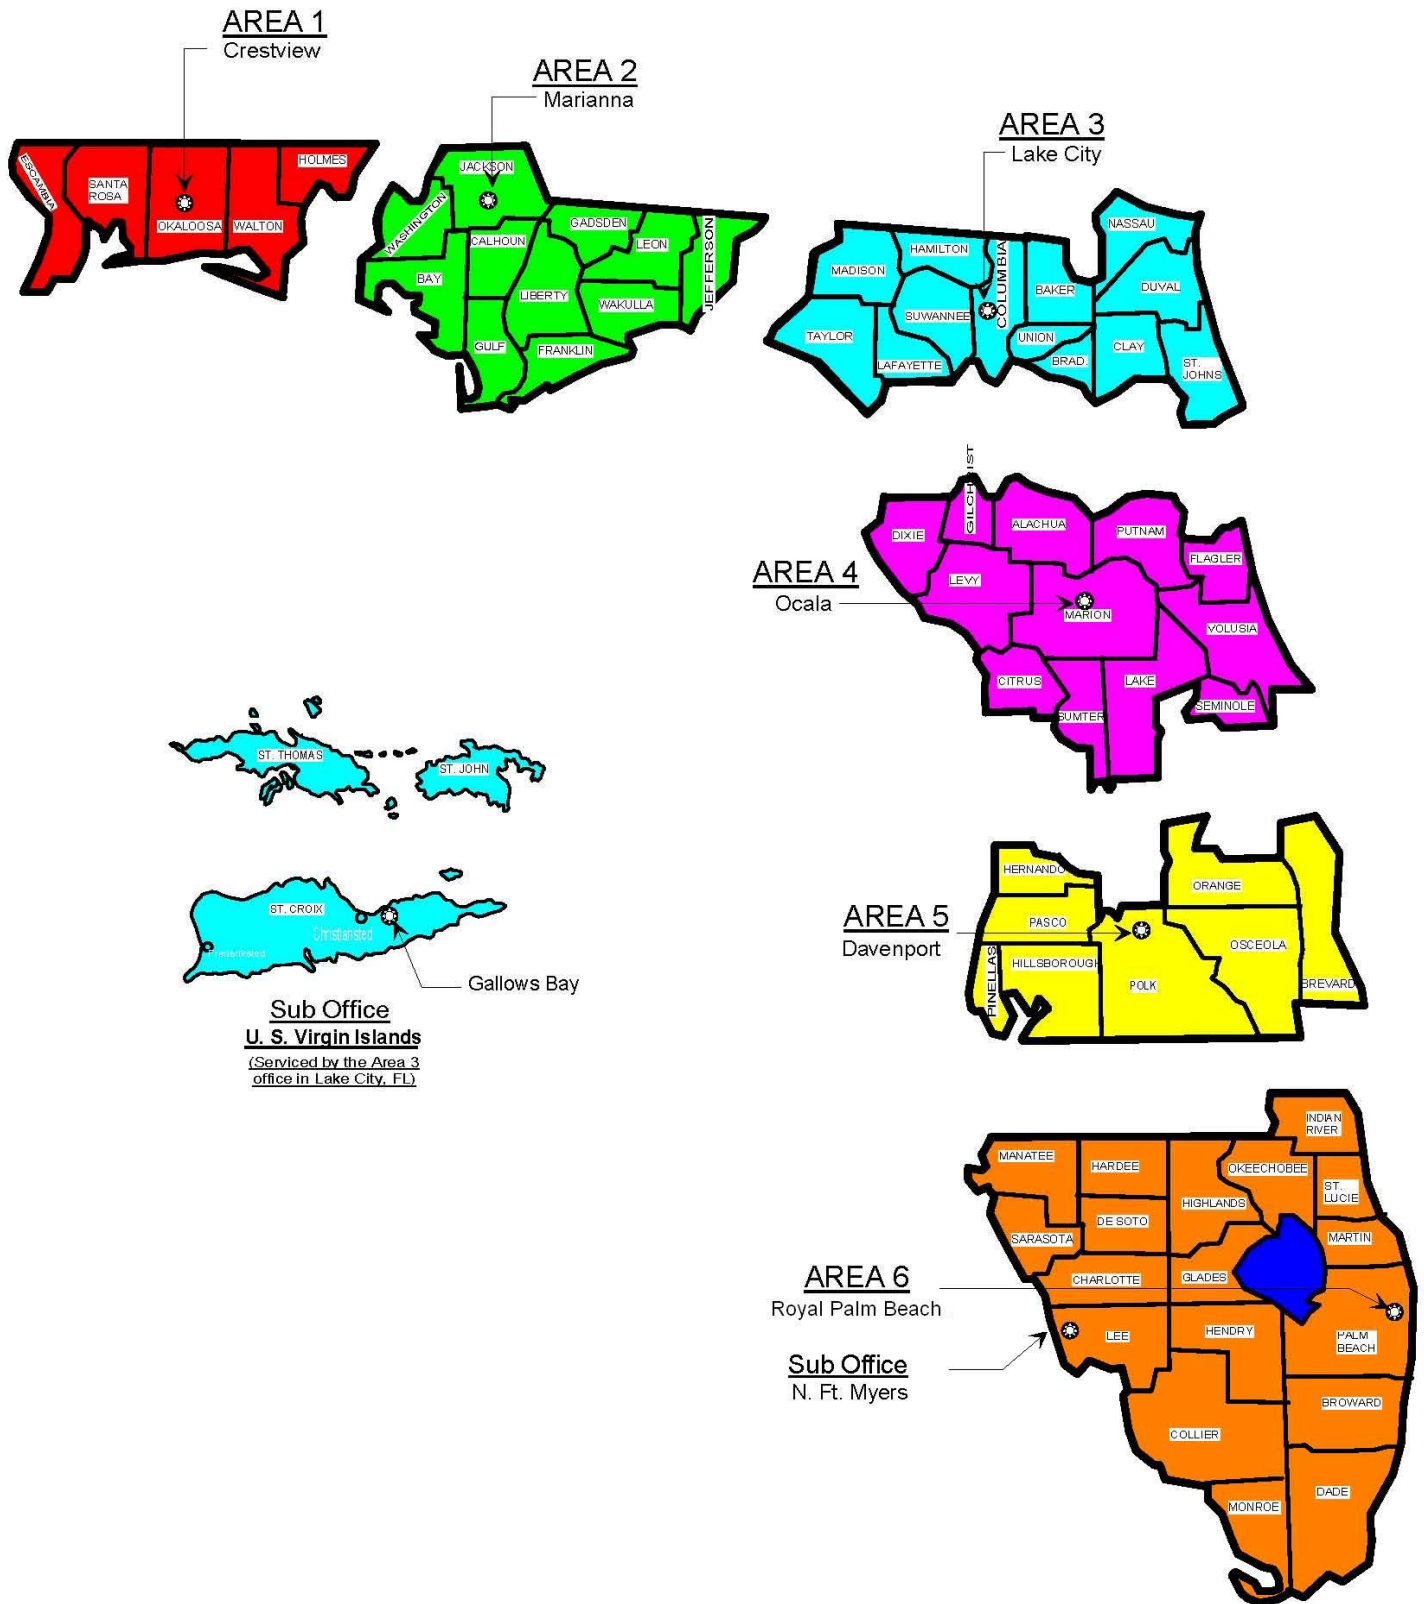 AREA 1
Crestview
AREA 2
Marianna
AREA 3
Lake City
ESCAMBIA
SANTA
ROSA
OKALOOSA
WALTON
HOLMES
JACKSON
WASHINGTON
CALHOUN
BAY
GULF
LIBERTY
GADSDEN
LEON
WAKULLA
FRANKLIN
JEFFERSON
MADISON
HAMILTON
TAYLOR
SUWANNEE
LAFAYETTE
COLUMBIA
BAKER
UNION
BRAD.
NASSAU
DUVAL
CLAY
ST.
JOHNS
AREA 4
Ocala
DIXIE
GILCHRIST
ALACHUA
PUTNAM
FLAGLER
LEVY
MARION
VOLUSIA
CITRUS
SUMTER
LAKE
SEMINOLE
ST. THOMAS
ST. JOHN
ST. CROIX
Christiansted
Gallows Bay
Sub Office
U. S. Virgin Islands
(Serviced by the Area 3
office in Lake City, FL)
AREA 5
Davenport
HERNANDO
PASCO
PINELLAS
HILLSBOROUGH
POLK
ORANGE
OSCEOLA
BREVARD
AREA 6
Royal Palm Beach
Sub Office
N. Ft. Myers
INDIAN
RIVER
MANATEE
HARDEE
OKEECHOBEE
ST.
LUCIE
HIGHLANDS
DE SOTO
SARASOTA
MARTIN
CHARLOTTE
GLADES
LEE
HENDRY
PALM
BEACH
BROWARD
COLLIER
DADE
MONROE